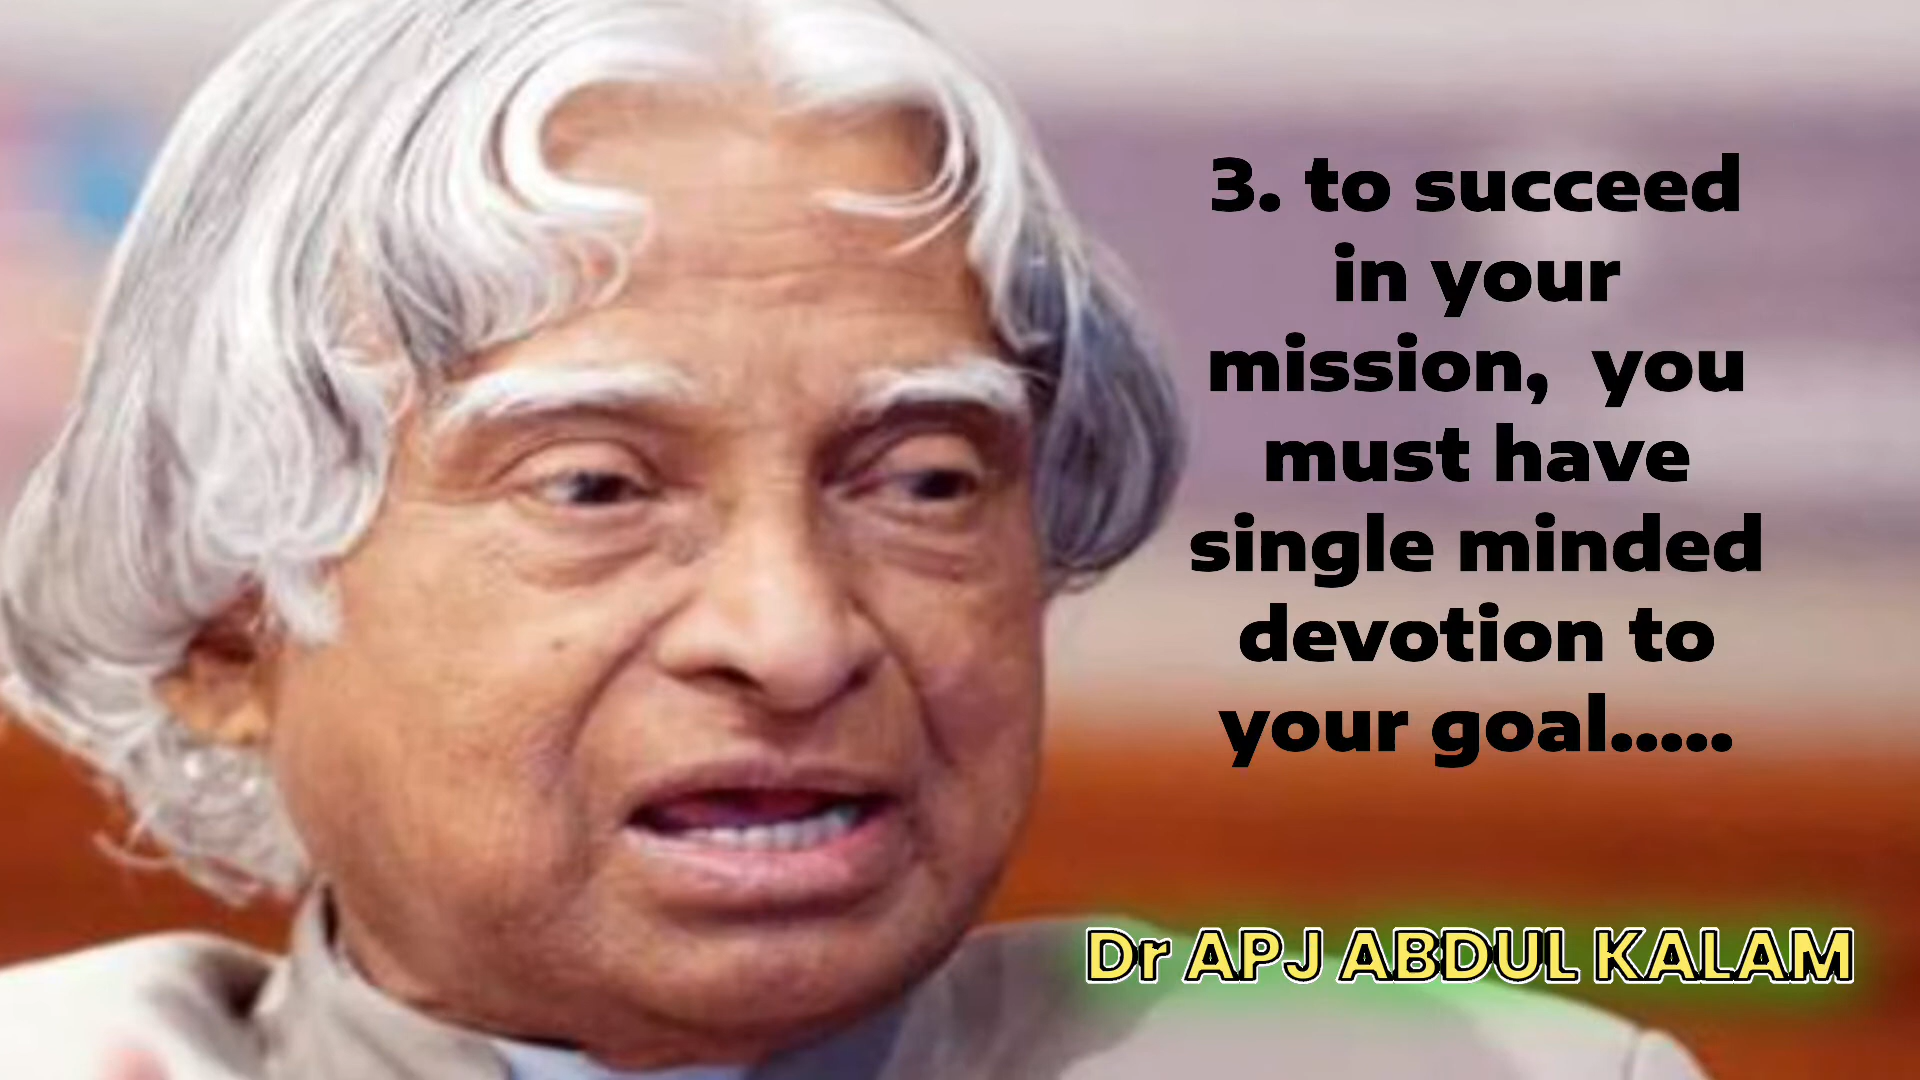 3. to succeed
in your
mission, you
must have
single minded
devotion to
your goal.....
Dr APJ ABDUL KALAM